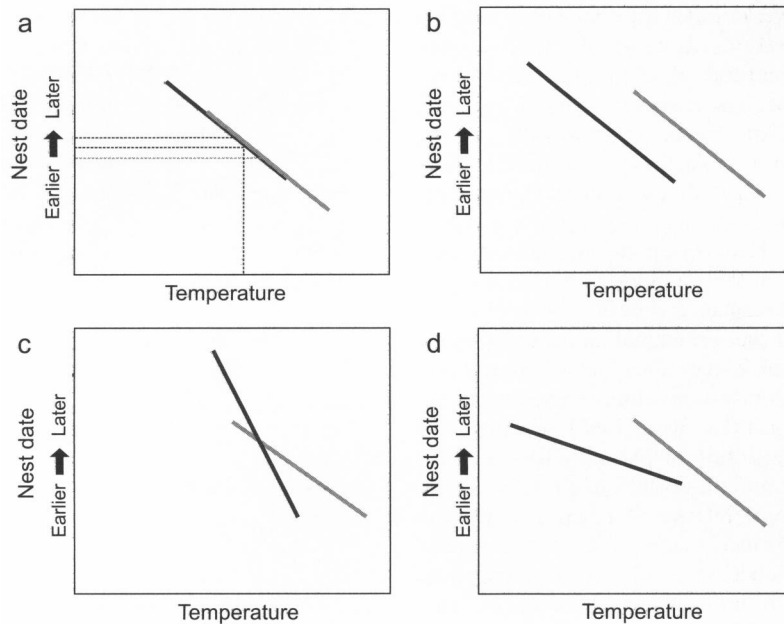 a
Nest date
Earlier Later
Temperature
b
Nest date
Earlier Later
Temperature
c
Nest date
Earlier Later
Temperature
d
Nest date
Earlier Later
Temperature